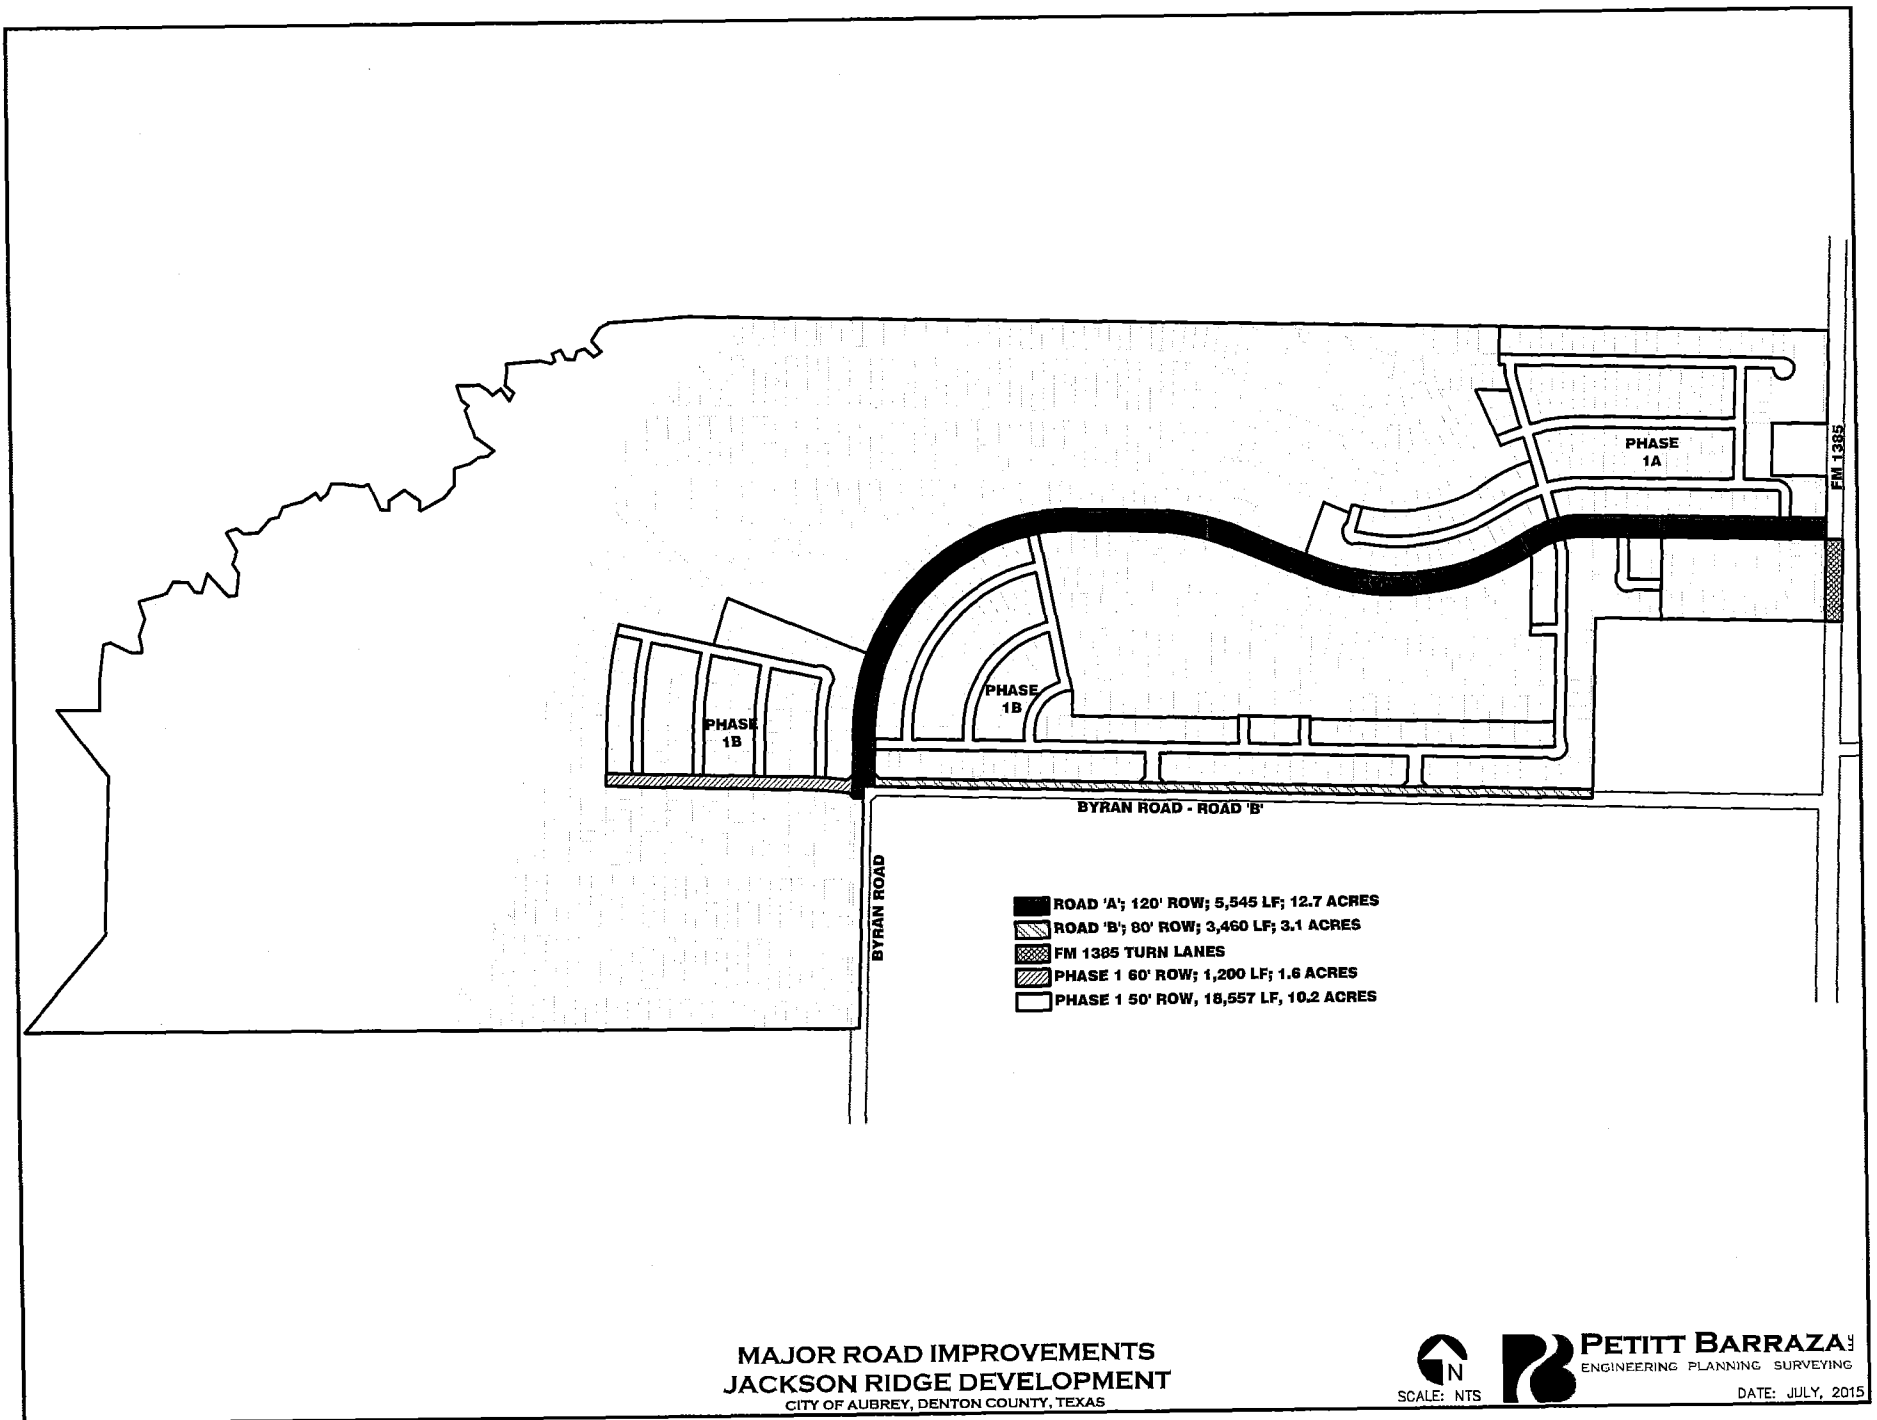 PHASE
1A
FM 1385
PHASE
1B
PHASE
1B
BYRAN ROAD - ROAD 'B'
BYRAN ROAD
ROAD 'A'; 120' ROW; 5,545 LF; 12.7 ACRES
ROAD 'B'; 80' ROW; 3,460 LF; 3.1 ACRES
FM 1385 TURN LANES
PHASE 1 60' ROW; 1,200 LF; 1.6 ACRES
PHASE 1 50' ROW, 18,557 LF, 10.2 ACRES
MAJOR ROAD IMPROVEMENTS
JACKSON RIDGE DEVELOPMENT
CITY OF AUBREY, DENTON COUNTY, TEXAS
N
SCALE: NTS
PETITT BARRAZA
ENGINEERING PLANNING SURVEYING
DATE: JULY, 2015